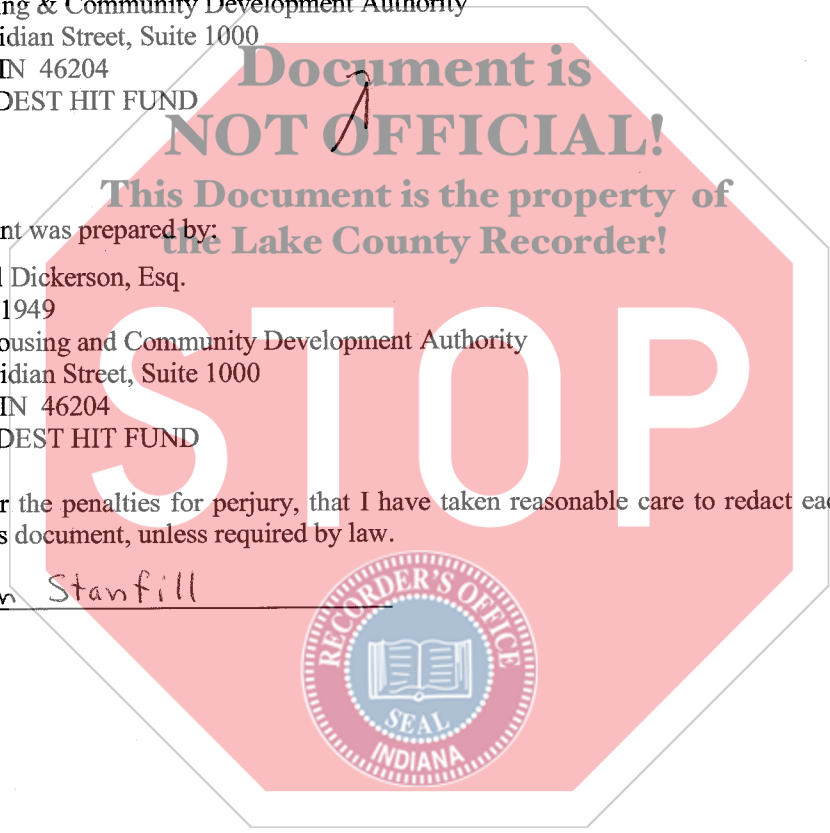 ng & Community Development Authority
idian Street, Suite 1000
IN 46204
DEST HIT FUND
Document is
NOT OFFICIAL!
This Document is the property of
the Lake County Recorder!
nt was prepared by:
l Dickerson, Esq.
1949
ousing and Community Development Authority
idian Street, Suite 1000
IN 46204
DEST HIT FUND
STOP
r the penalties for perjury, that I have taken reasonable care to redact eac
s document, unless required by law.
n Stanfill
RECORDER'S OFFICE
SEAL
INDIANA